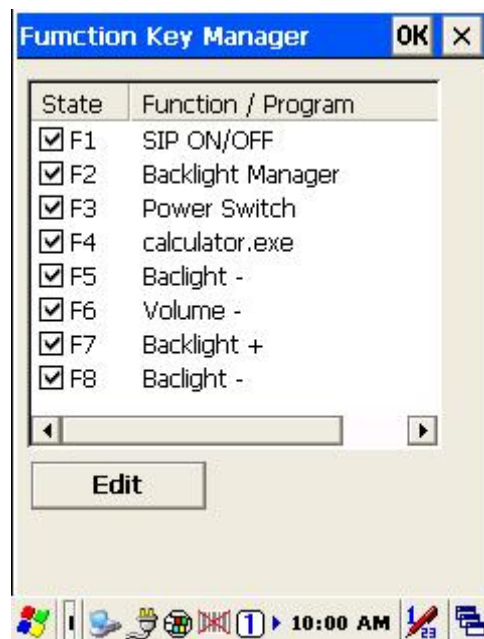 Fumction Key Manager OK ×
State Function / Program
F1 SIP ON/OFF
F2 Backlight Manager
F3 Power Switch
F4 calculator.exe
F5 Baclight -
F6 Volume -
F7 Backlight +
F8 Baclight -
Edit
1 10:00 AM